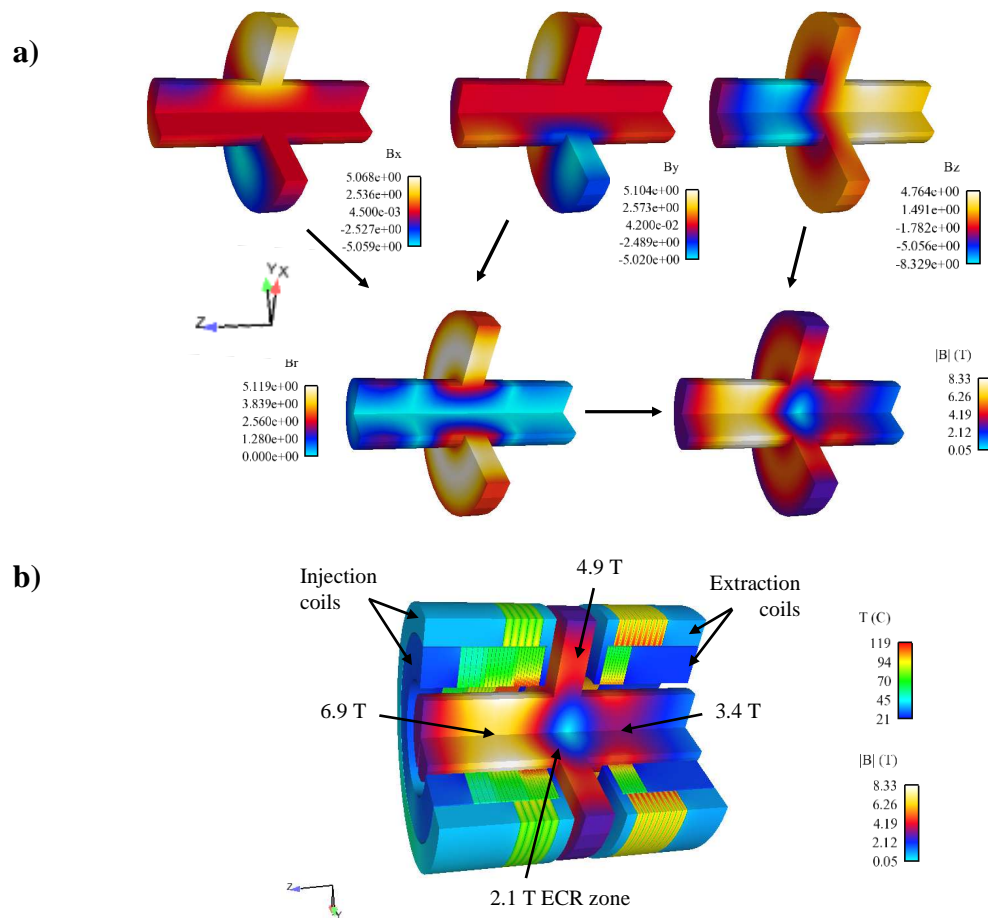 a)
Bx
5.068e+00
2.536e+00
4.500e-03
-2.527e+00
-5.059e+00
By
5.104e+00
2.573e+00
4.200e-02
-2.489e+00
-5.020e+00
Bz
4.764e+00
1.491e+00
-1.782e+00
-5.056e+00
-8.329e+00
Y X
Z
Br
5.119e+00
3.839e+00
2.560e+00
1.280e+00
0.000e+00
|B| (T)
8.33
6.26
4.19
2.12
0.05
b)
Injection
coils
4.9 T
Extraction
coils
T (C)
119
94
70
45
21
6.9 T
3.4 T
|B| (T)
8.33
6.26
4.19
2.12
0.05
2.1 T ECR zone
Z
Y